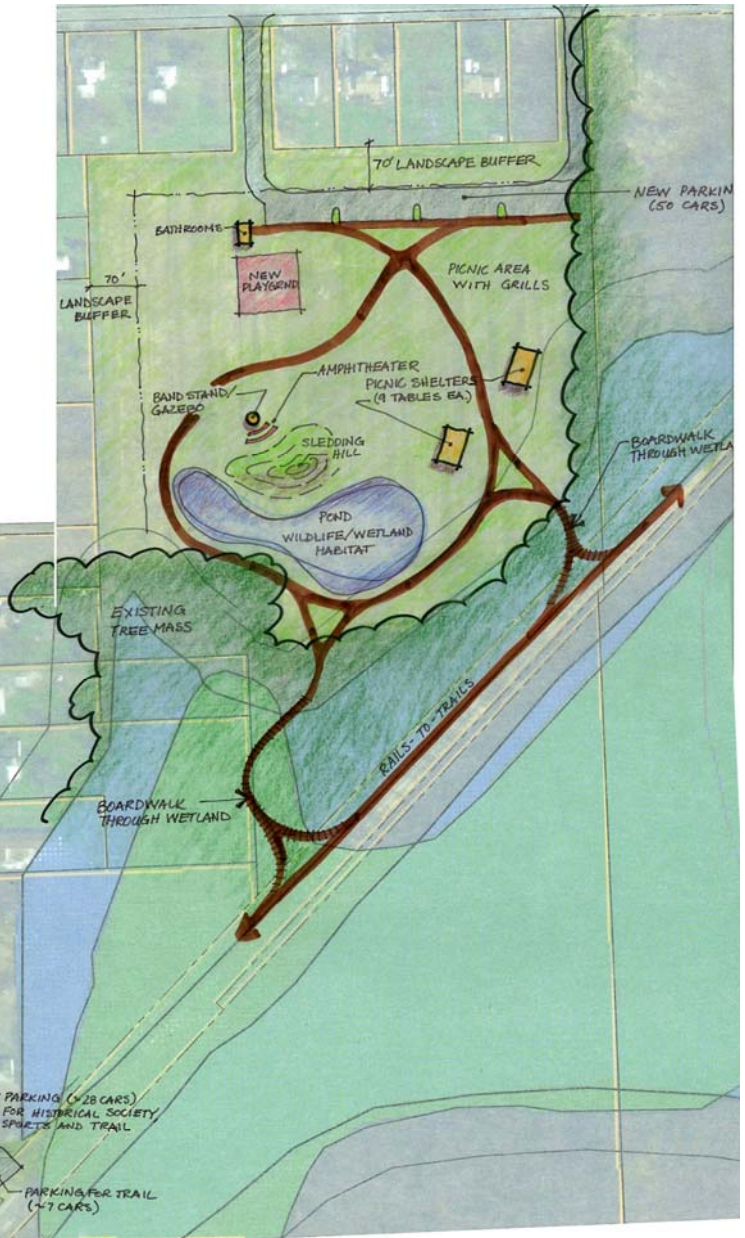 70' LANDSCAPE BUFFER
NEW PARKIN
(50 CARS)
BATHROOMS
NEW
PLAYGRND
PICNIC AREA
WITH GRILLS
70'
LANDSCAPE
BUFFER
AMPHITHEATER
BAND STAND/
GAZEBO
PICNIC SHELTERS
(9 TABLES EA.)
SLEDDING
HILL
BOARDWALK
THROUGH WETLA
POND
WILDLIFE/WETLAND
HABITAT
EXISTING
TREE MASS
RAILS-TO-TRAILS
BOARDWALK
THROUGH WETLAND
PARKING (~28 CARS)
FOR HISTORICAL SOCIETY,
SPORTS AND TRAIL
PARKING FOR TRAIL
(~7 CARS)